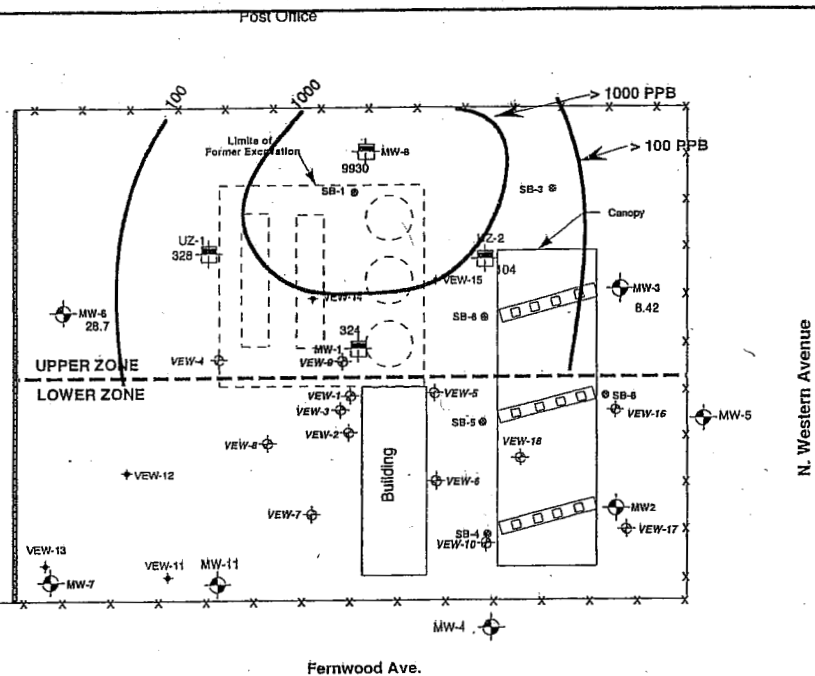 Post Office
100
1000
> 1000 PPB
> 100 PPB
Limits of
Former Excavation
MW-8
9930
SB-1
SB-3
Canopy
UZ-1
328
UZ-2
104
VEW-15
VEW-14
MW-3
8.42
MW-6
28.7
SB-6
324
MW-1
VEW-4
VEW-9
UPPER ZONE
LOWER ZONE
VEW-1
VEW-5
SB-6
VEW-3
VEW-16
MW-5
SB-5
VEW-2
VEW-8
VEW-18
VEW-12
Building
VEW-6
N. Western Avenue
VEW-7
MW2
VEW-17
SB-4
VEW-10
VEW-13
VEW-11
MW-11
MW-7
MW-4
Fernwood Ave.